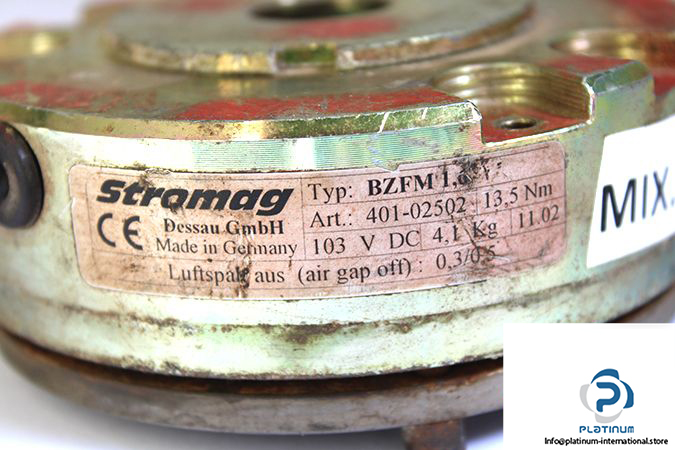 stromag
Dessau GmbH
Made in Germany
CE
Typ: BZFM
Art.: 401-02502 13,5 Nm
103 V DC 4,1 Kg 11.02
Luftspalt aus (air gap off) : 0,3/0,5
MIX.
PLATINUM
Info@platinum-international.store